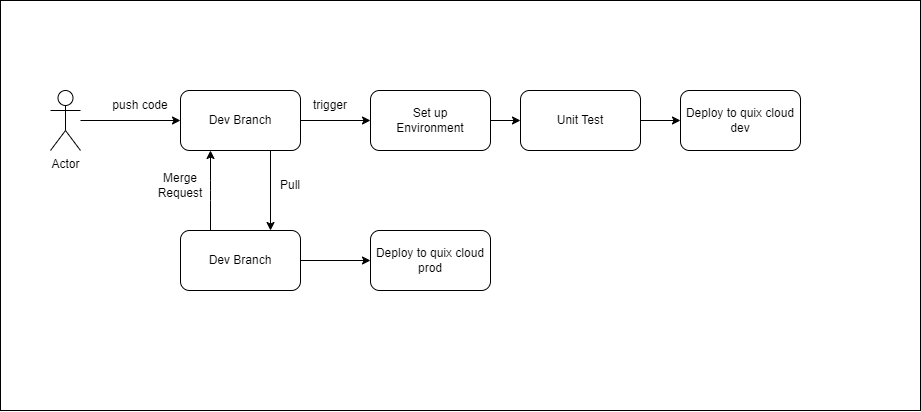 push code
Dev Branch
trigger
Set up
Environment
Unit Test
Deploy to quix cloud
dev
Actor
Merge
Request
Pull
Dev Branch
Deploy to quix cloud
prod